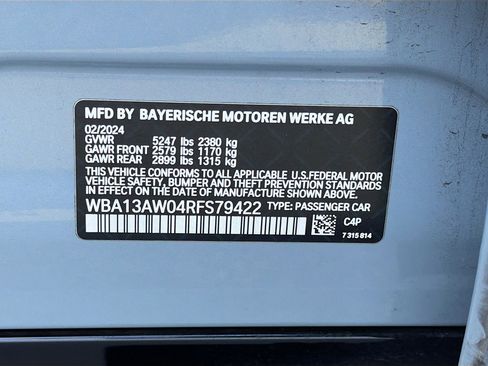 MFD BY BAYERISCHE MOTOREN WERKE AG
02/2024
GVWR 5247 lbs 2380 kg
GAWR FRONT 2579 lbs 1170 kg
GAWR REAR 2899 lbs 1315 kg
THIS VEHICLE CONFORMS TO ALL APPLICABLE U.S.FEDERAL MOTOR
VEHICLE SAFETY, BUMPER, AND THEFT PREVENTION STANDARDS
IN EFFECT ON THE DATE OF MANUFACTURE SHOWN ABOVE.
WBA13AW04RFS79422 TYPE: PASSENGER CAR
C4P
7 315 814